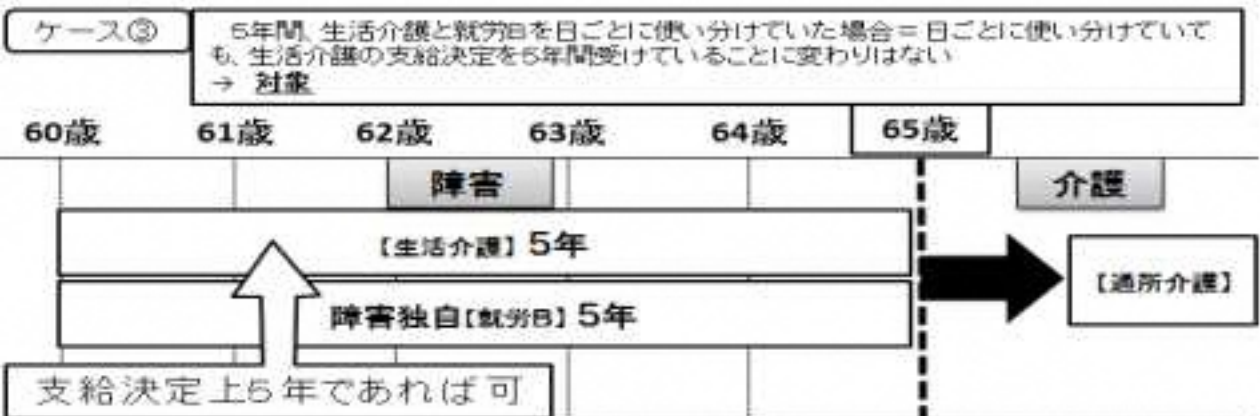 ケース③
5年間、生活介護と就労Bを日ごとに使い分けていた場合＝日ごとに使い分けていて
も、生活介護の支給決定を5年間受けていることに変わりはない
→ 対象
60歳 61歳 62歳 63歳 64歳 65歳
障害 介護
【生活介護】5年
【通所介護】
障害独自【就労B】5年
支給決定上5年であれば可